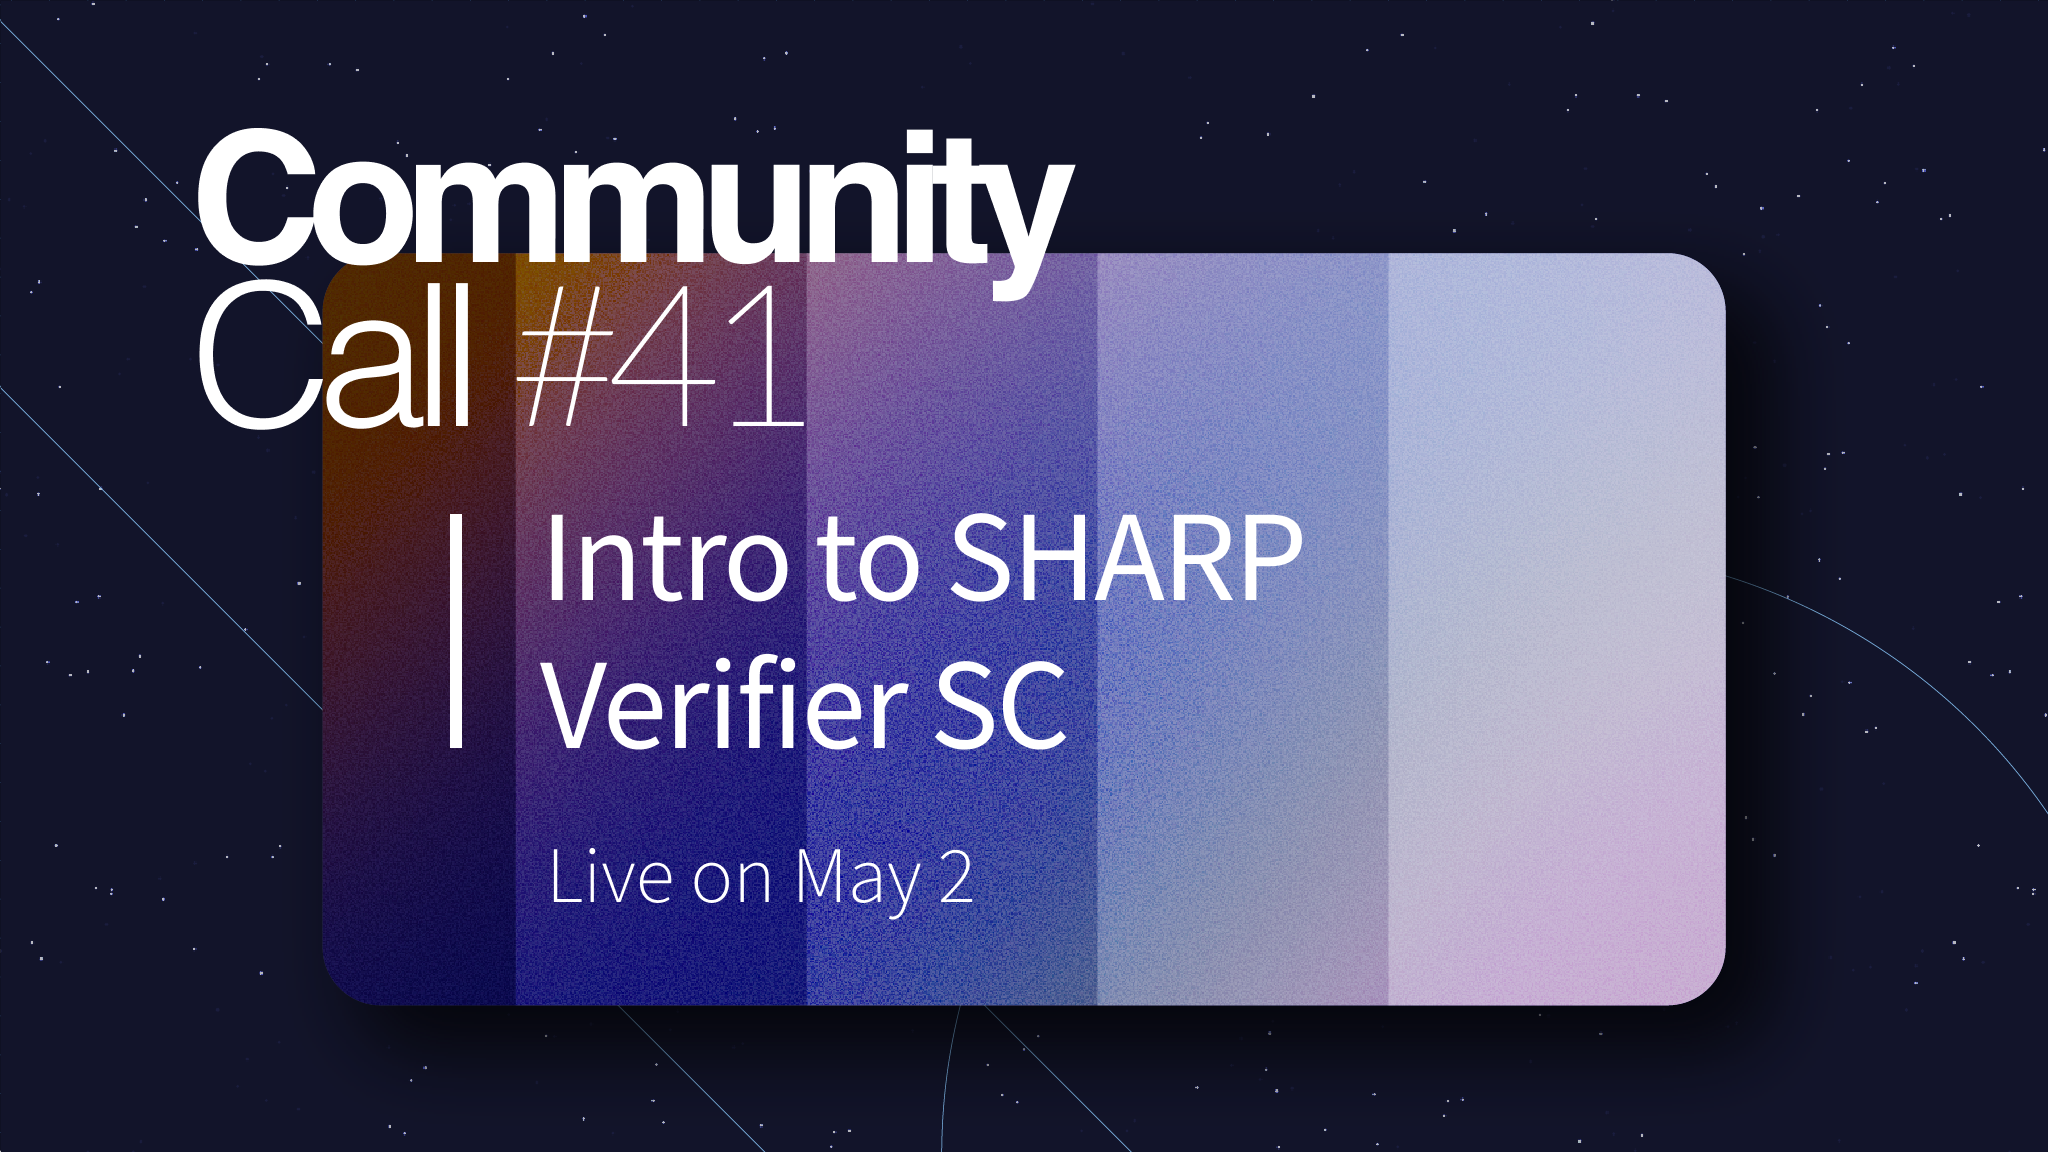 Community
Call #41
Intro to SHARP
Verifier SC
Live on May 2